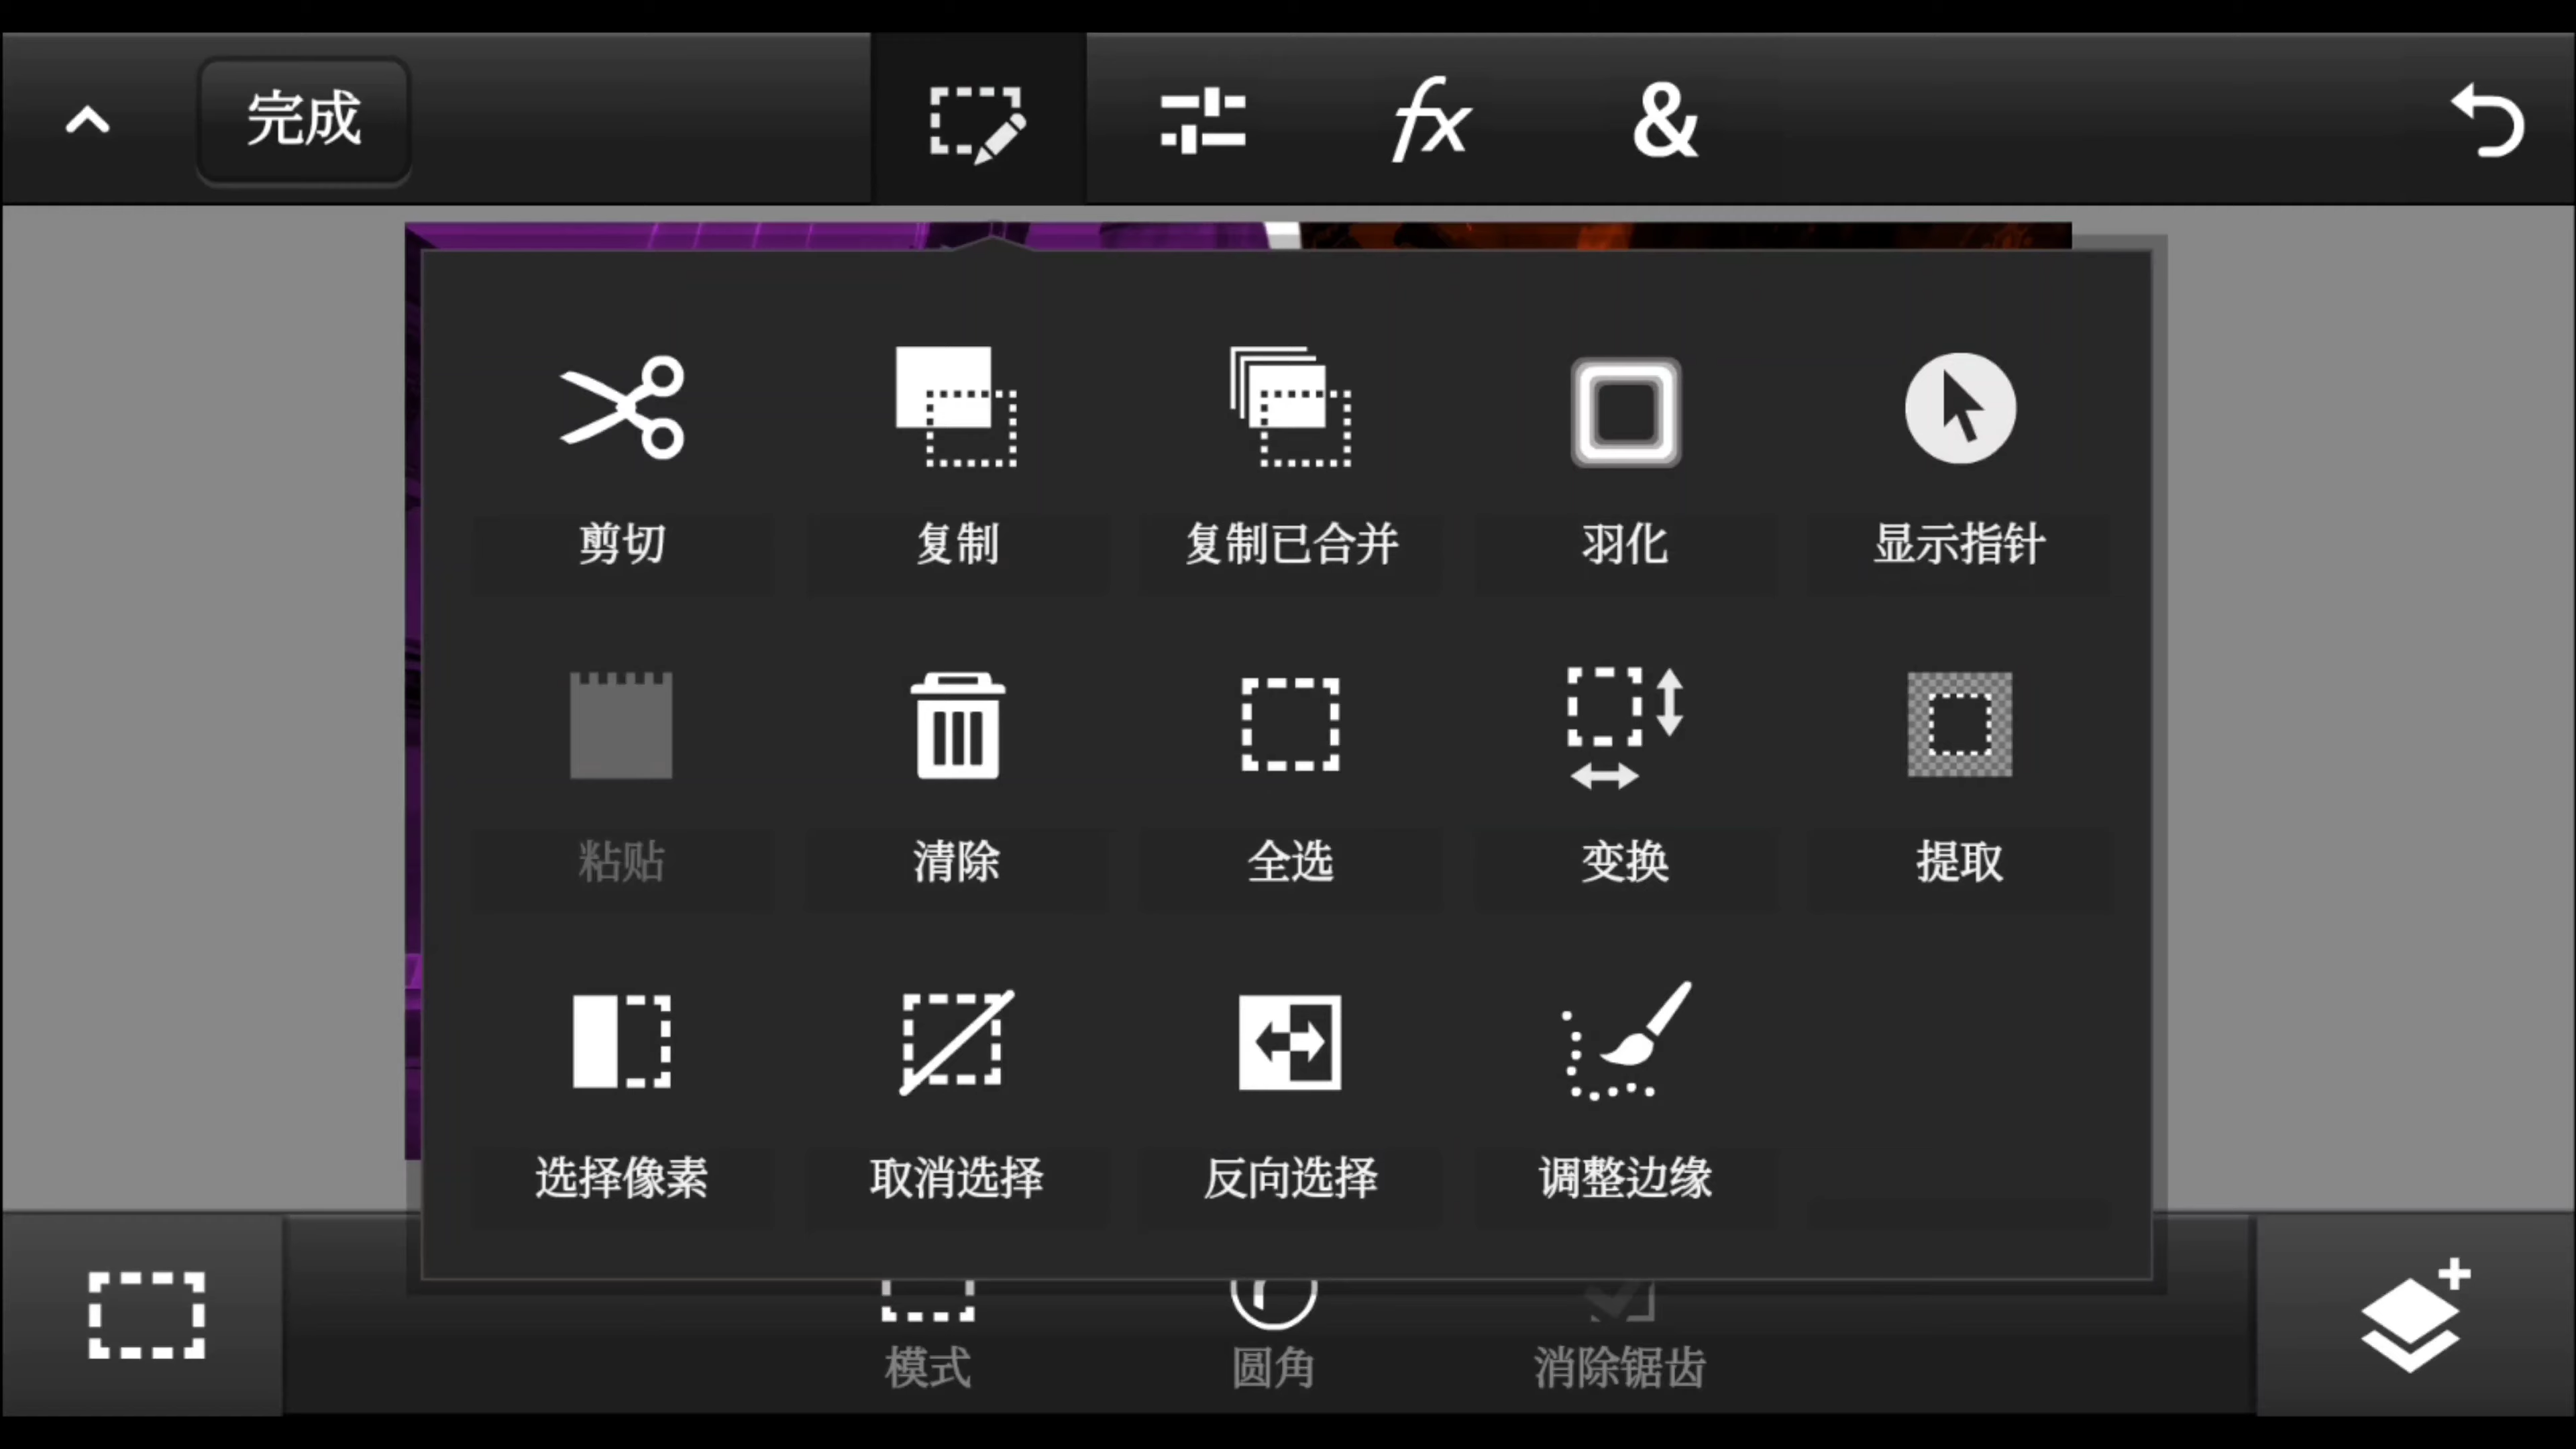 完成
fx &
剪切 复制 复制已合并 羽化 显示指针
粘贴 清除 全选 变换 提取
选择像素 取消选择 反向选择 调整边缘
模式 圆角 消除锯齿